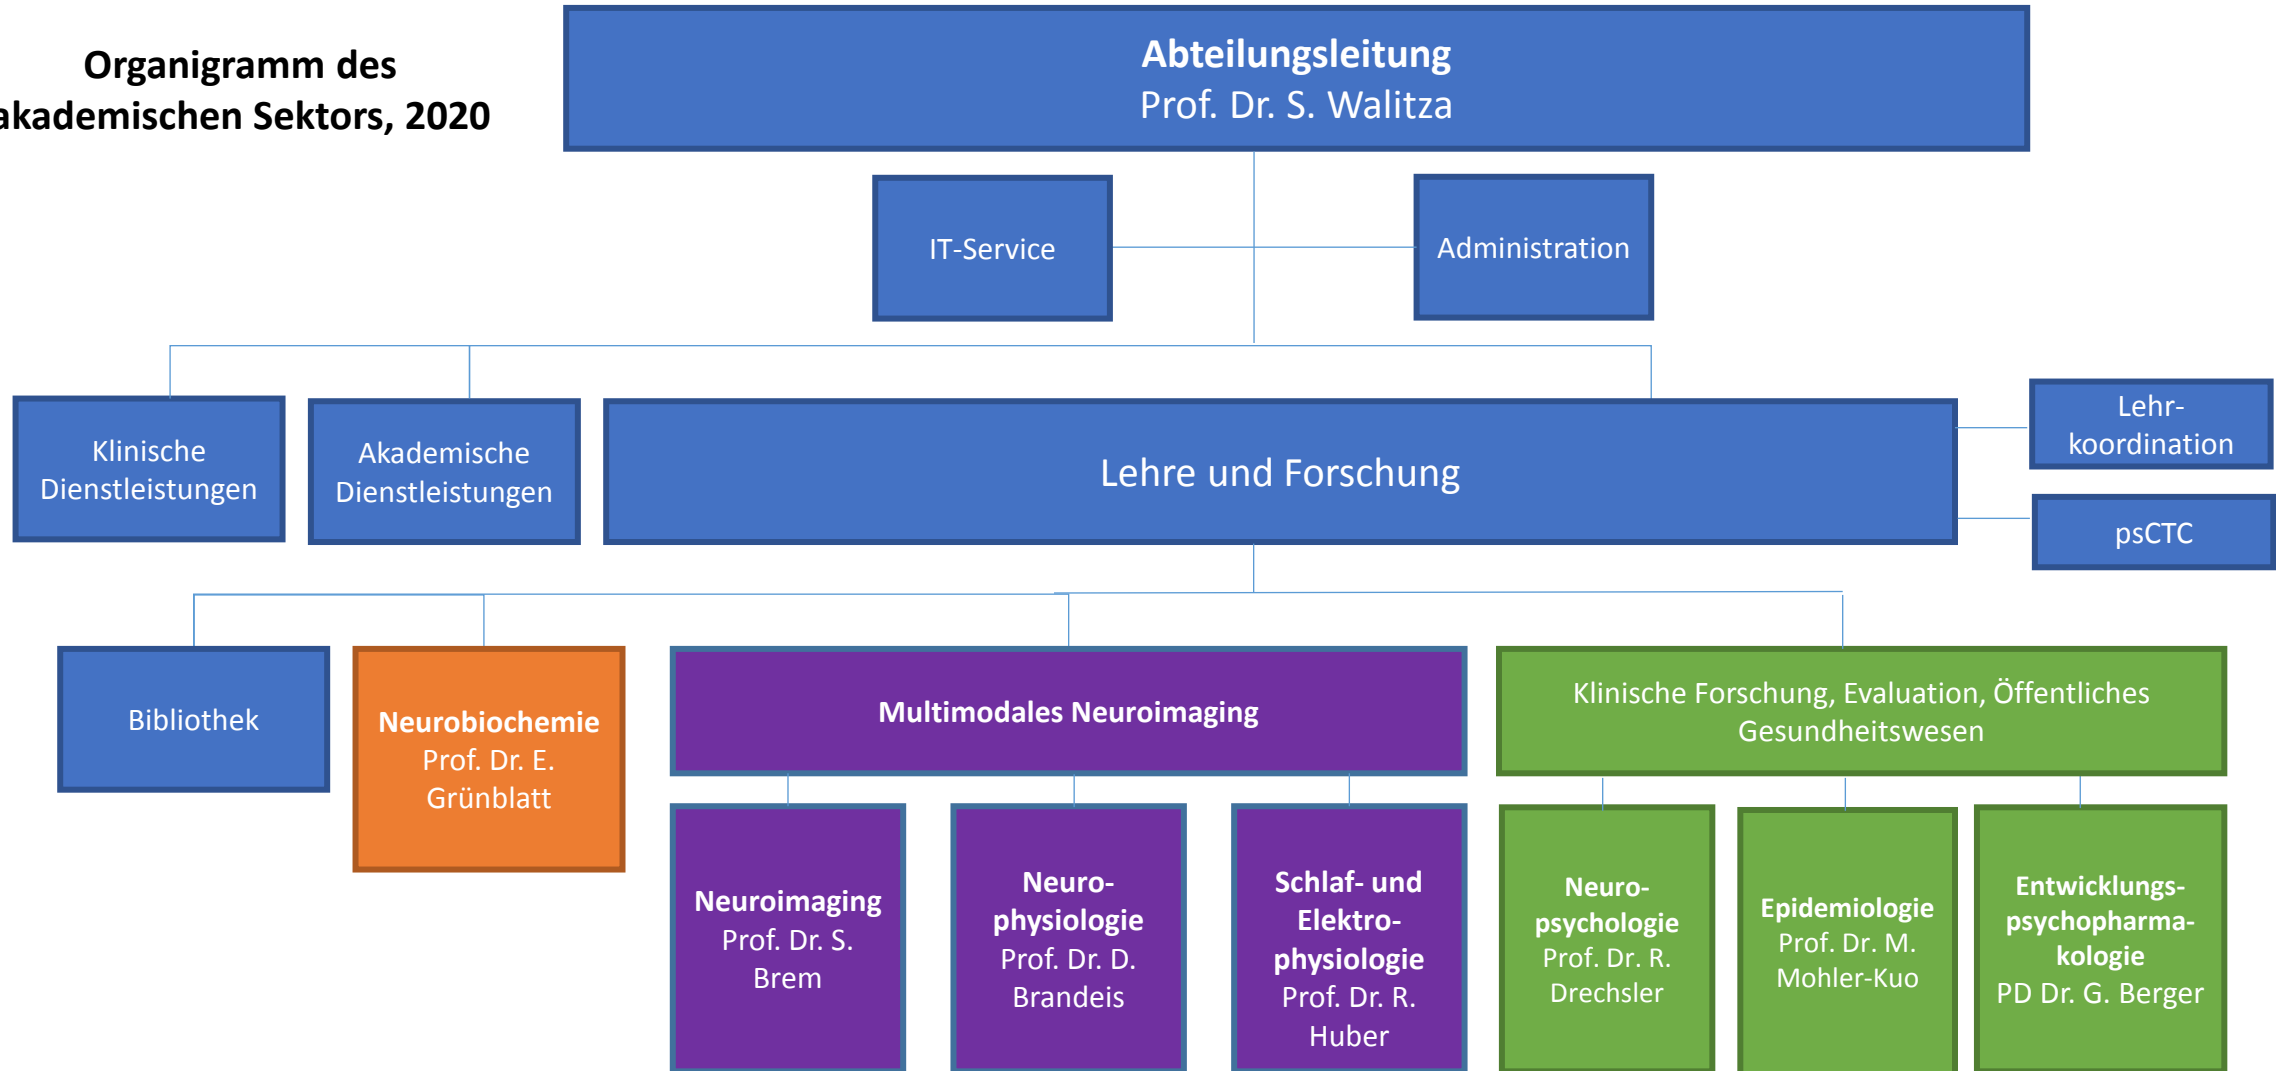 Organigramm des
akademischen Sektors, 2020
Abteilungsleitung
Prof. Dr. S. Walitza
IT-Service
Administration
Klinische
Dienstleistungen
Akademische
Dienstleistungen
Lehre und Forschung
Lehr-
koordination
psCTC
Bibliothek
Neurobiochemie
Prof. Dr. E.
Grünblatt
Multimodales Neuroimaging
Klinische Forschung, Evaluation, Öffentliches
Gesundheitswesen
Neuroimaging
Prof. Dr. S.
Brem
Neuro-
physiologie
Prof. Dr. D.
Brandeis
Schlaf- und
Elektro-
physiologie
Prof. Dr. R.
Huber
Neuro-
psychologie
Prof. Dr. R.
Drechsler
Epidemiologie
Prof. Dr. M.
Mohler-Kuo
Entwicklungs-
psychopharma-
kologie
PD Dr. G. Berger